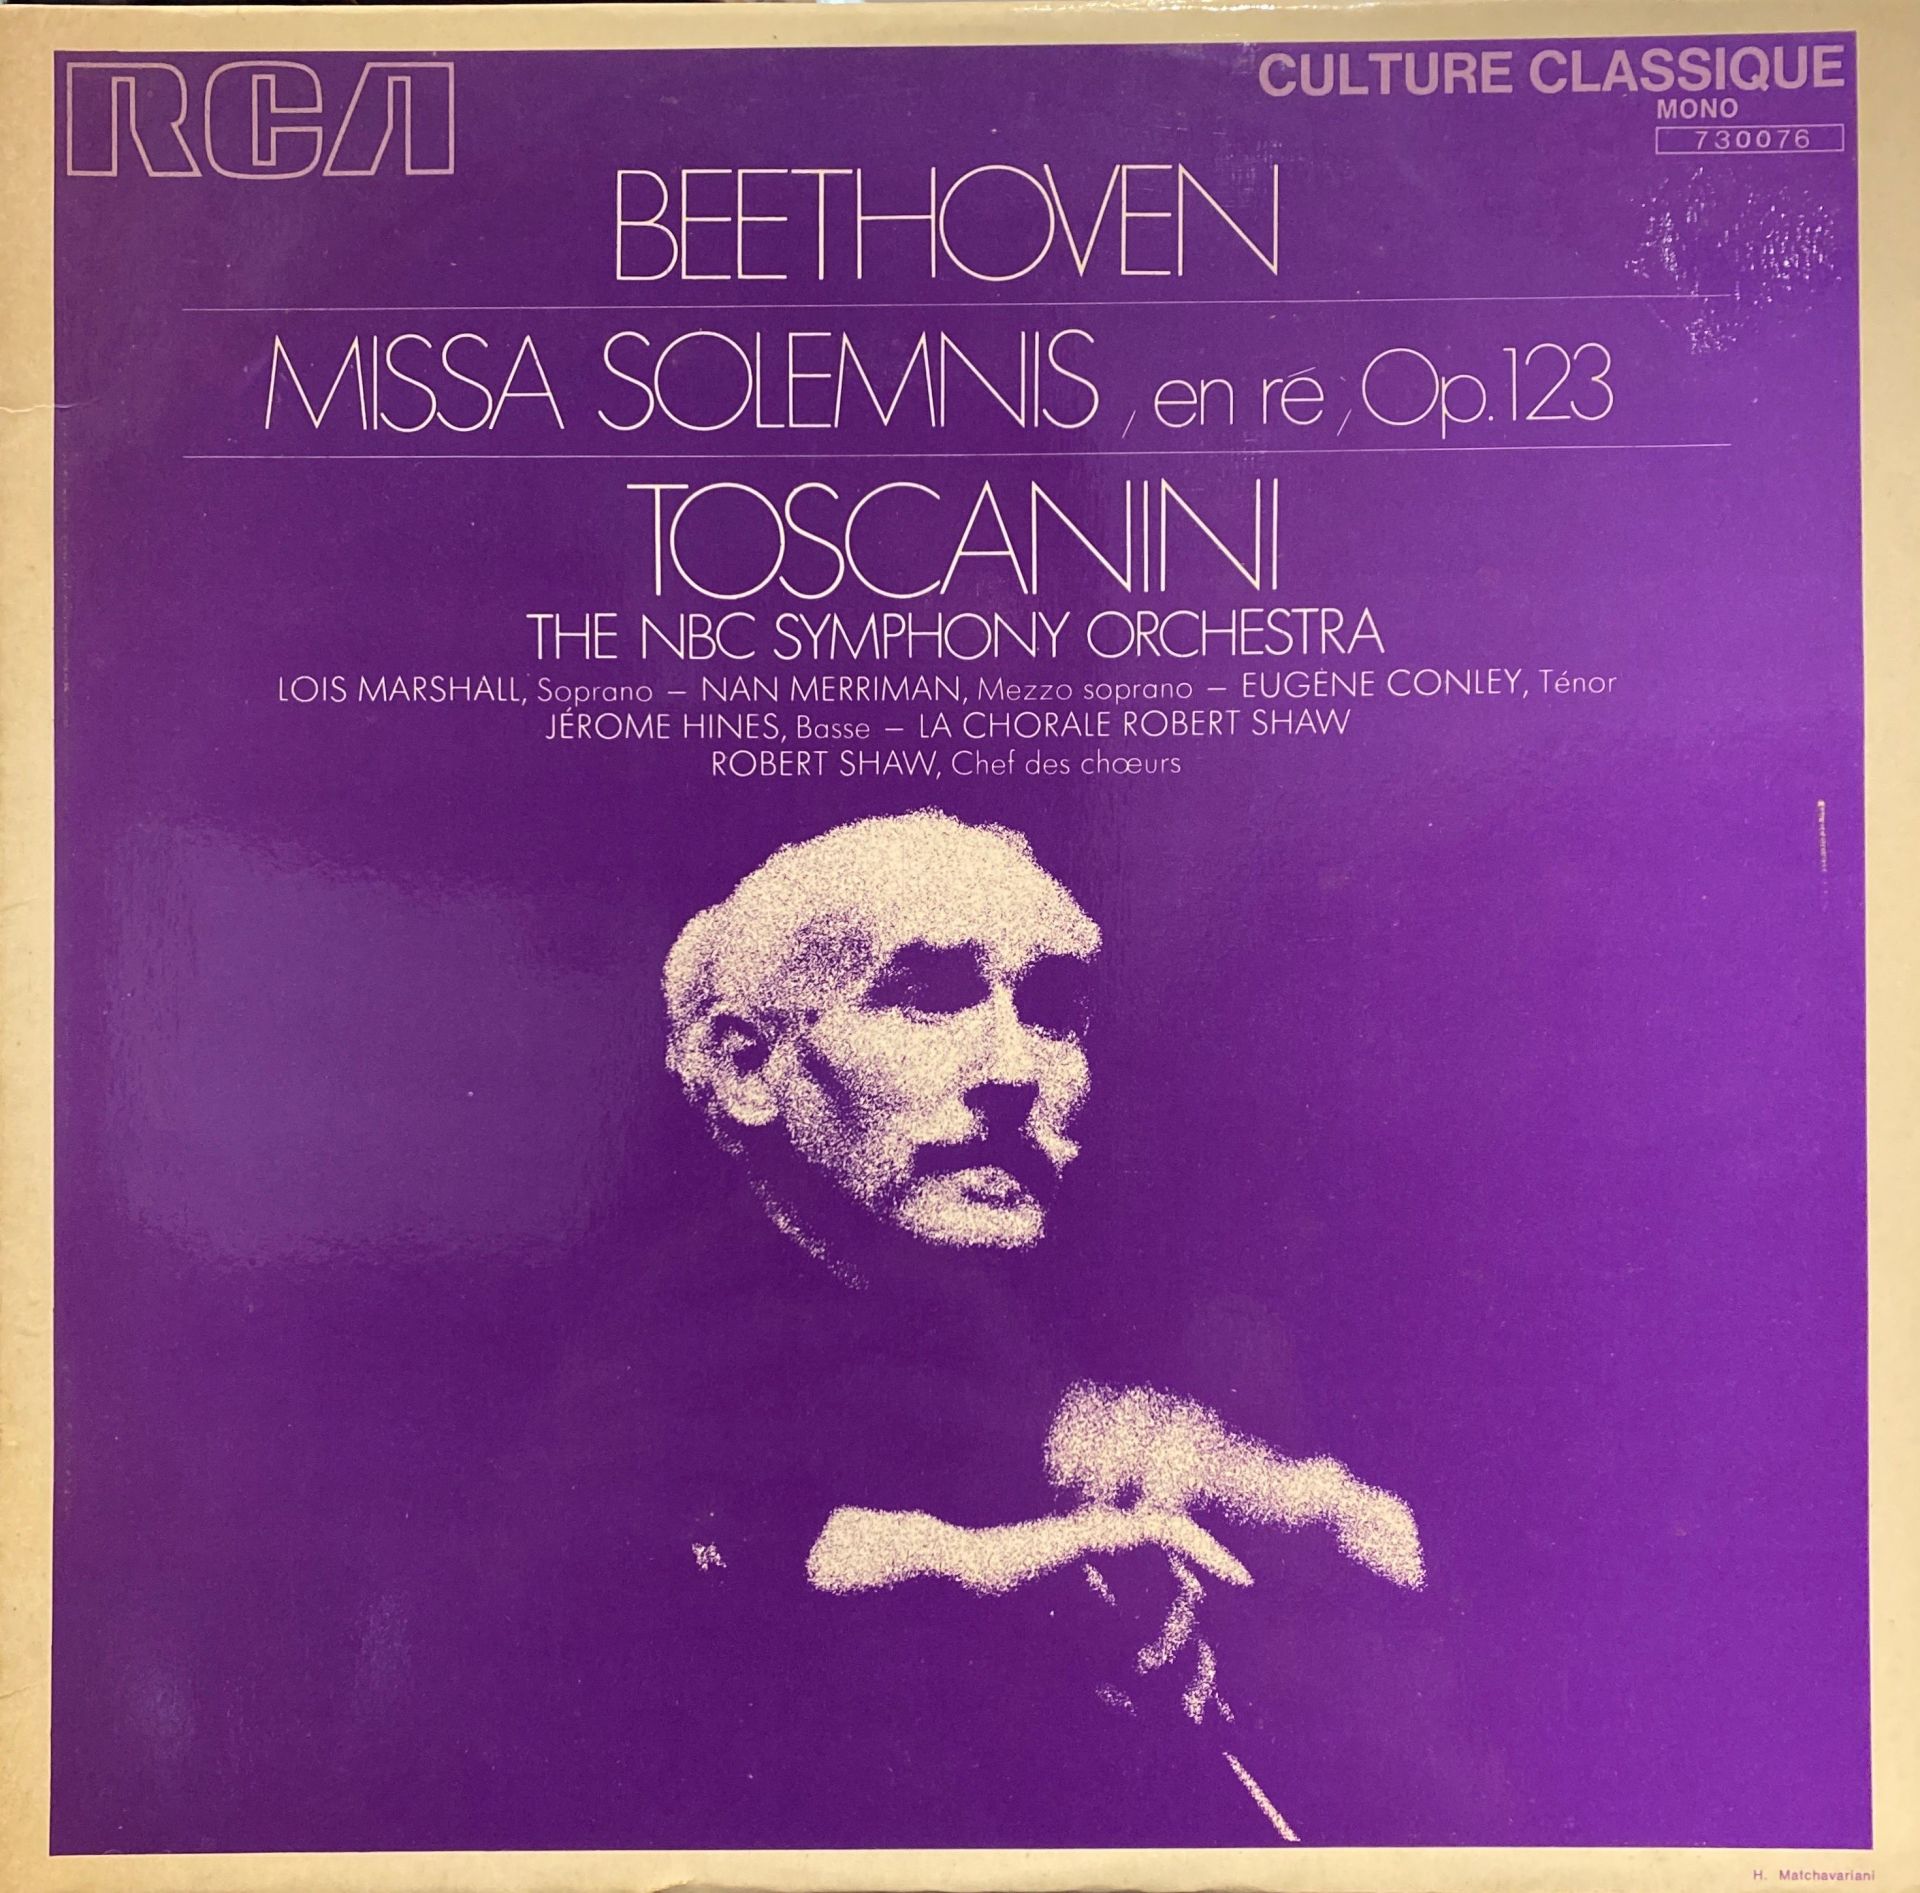 RCA
CULTURE CLASSIQUE
MONO
730076
BEETHOVEN
MISSA SOLEMNIS, en ré, Op.123
TOSCANINI
THE NBC SYMPHONY ORCHESTRA
LOIS MARSHALL, Soprano – NAN MERRIMAN, Mezzo soprano – EUGÈNE CONLEY, Ténor
JÉROME HINES, Basse – LA CHORALE ROBERT SHAW
ROBERT SHAW, Chef des chœurs
H. Matchavariani